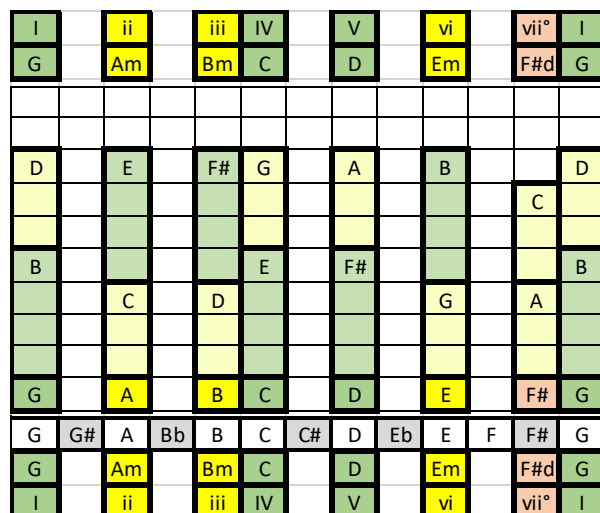 I ii iii IV V vi vii° I
G Am Bm C D Em F#d G
D E F# G A B D
C
B E F# B
C D G A
G A B C D E F# G
G G# A Bb B C C# D Eb E F F# G
G Am Bm C D Em F#d G
I ii iii IV V vi vii° I